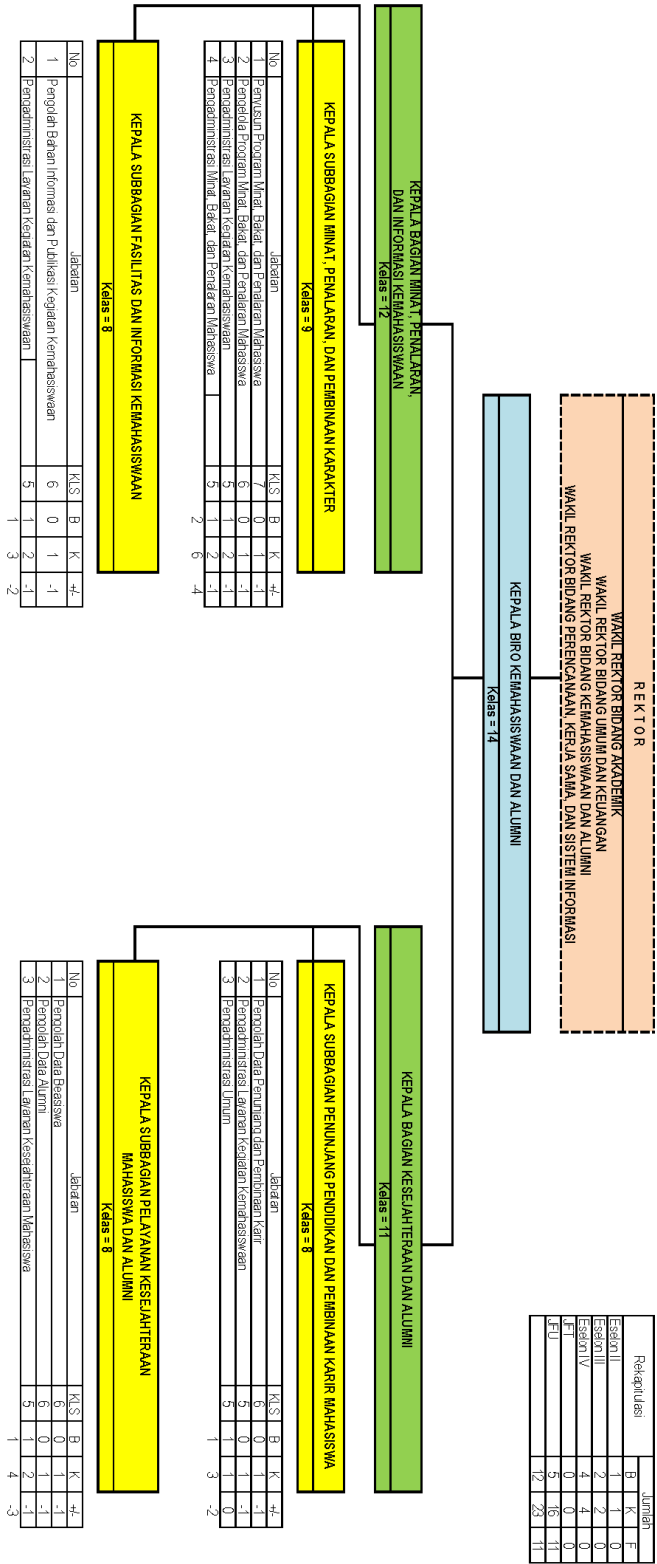 R E K T O R
WAKIL REKTOR BIDANG AKADEMIK
WAKIL REKTOR BIDANG UMUM DAN KEUANGAN
WAKIL REKTOR BIDANG KEMAHASISWAAN DAN ALUMNI
WAKIL REKTOR BIDANG PERENCANAAN, KERJA SAMA, DAN SISTEM INFORMASI
Rekapitulasi Jumlah
B K F
Eselon II 1 1 0
Eselon III 2 2 0
Eselon IV 4 4 0
JFT 0 0 0
JFU 5 16 11
12 23 11
KEPALA BIRO KEMAHASISWAAN DAN ALUMNI
Kelas = 14
KEPALA BAGIAN MINAT, PENALARAN,
DAN INFORMASI KEMAHASISWAAN
Kelas = 12
KEPALA SUBBAGIAN MINAT, PENALARAN, DAN PEMBINAAN KARAKTER
Kelas = 9
No Jabatan KLS B K +/-
1 Penyusun Program Minat, Bakat, dan Penalaran Mahasiswa 7 0 1 -1
2 Pengelola Program Minat, Bakat, dan Penalaran Mahasiswa 6 0 1 -1
3 Pengadministrasi Layanan Kegiatan Kemahasiswaan 5 1 2 -1
4 Pengadministrasi Minat, Bakat, dan Penalaran Mahasiswa 5 1 2 -1
2 6 -4
KEPALA SUBBAGIAN FASILITAS DAN INFORMASI KEMAHASISWAAN
Kelas = 8
No Jabatan KLS B K +/-
1 Pengolah Bahan Informasi dan Publikasi Kegiatan Kemahasiswaan 6 0 1 -1
2 Pengadministrasi Layanan Kegiatan Kemahasiswaan 5 1 2 -1
1 3 -2
KEPALA BAGIAN KESEJAHTERAAN DAN ALUMNI
Kelas = 11
KEPALA SUBBAGIAN PENUNJANG PENDIDIKAN DAN PEMBINAAN KARIR MAHASISWA
Kelas = 8
No Jabatan KLS B K +/-
1 Pengolah Data Penunjang dan Pembinaan Karir 6 0 1 -1
2 Pengadministrasi Layanan Kegiatan Kemahasiswaan 5 0 1 -1
3 Pengadministrasi Umum 5 1 1 0
1 3 -2
KEPALA SUBBAGIAN PELAYANAN KESEJAHTERAAN
MAHASISWA DAN ALUMNI
Kelas = 8
No Jabatan KLS B K +/-
1 Pengolah Data Beasiswa 6 0 1 -1
2 Pengolah Data Alumni 6 0 1 -1
3 Pengadministrasi Layanan Kesejahteraan Mahasiswa 5 1 2 -1
1 4 -3